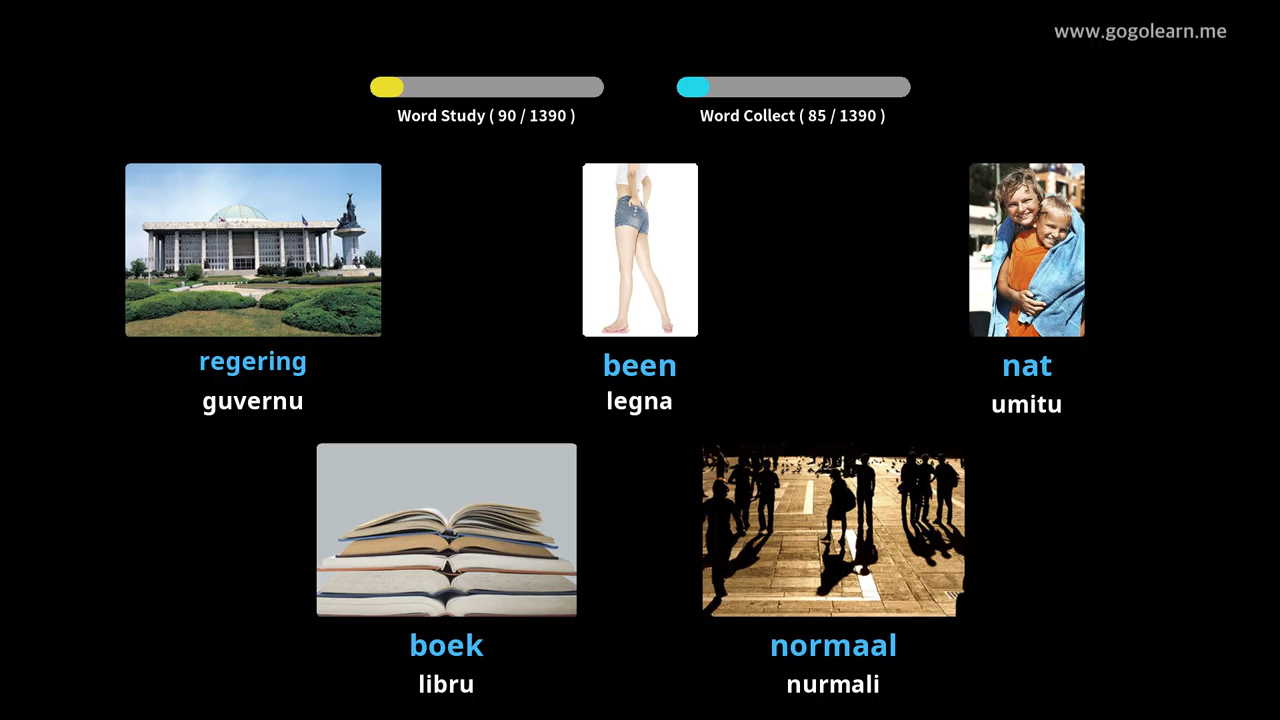 www.gogolearn.me
Word Study ( 90 / 1390 )
Word Collect ( 85 / 1390 )
regering
guvernu
been
legna
nat
umitu
boek
libru
normaal
nurmali